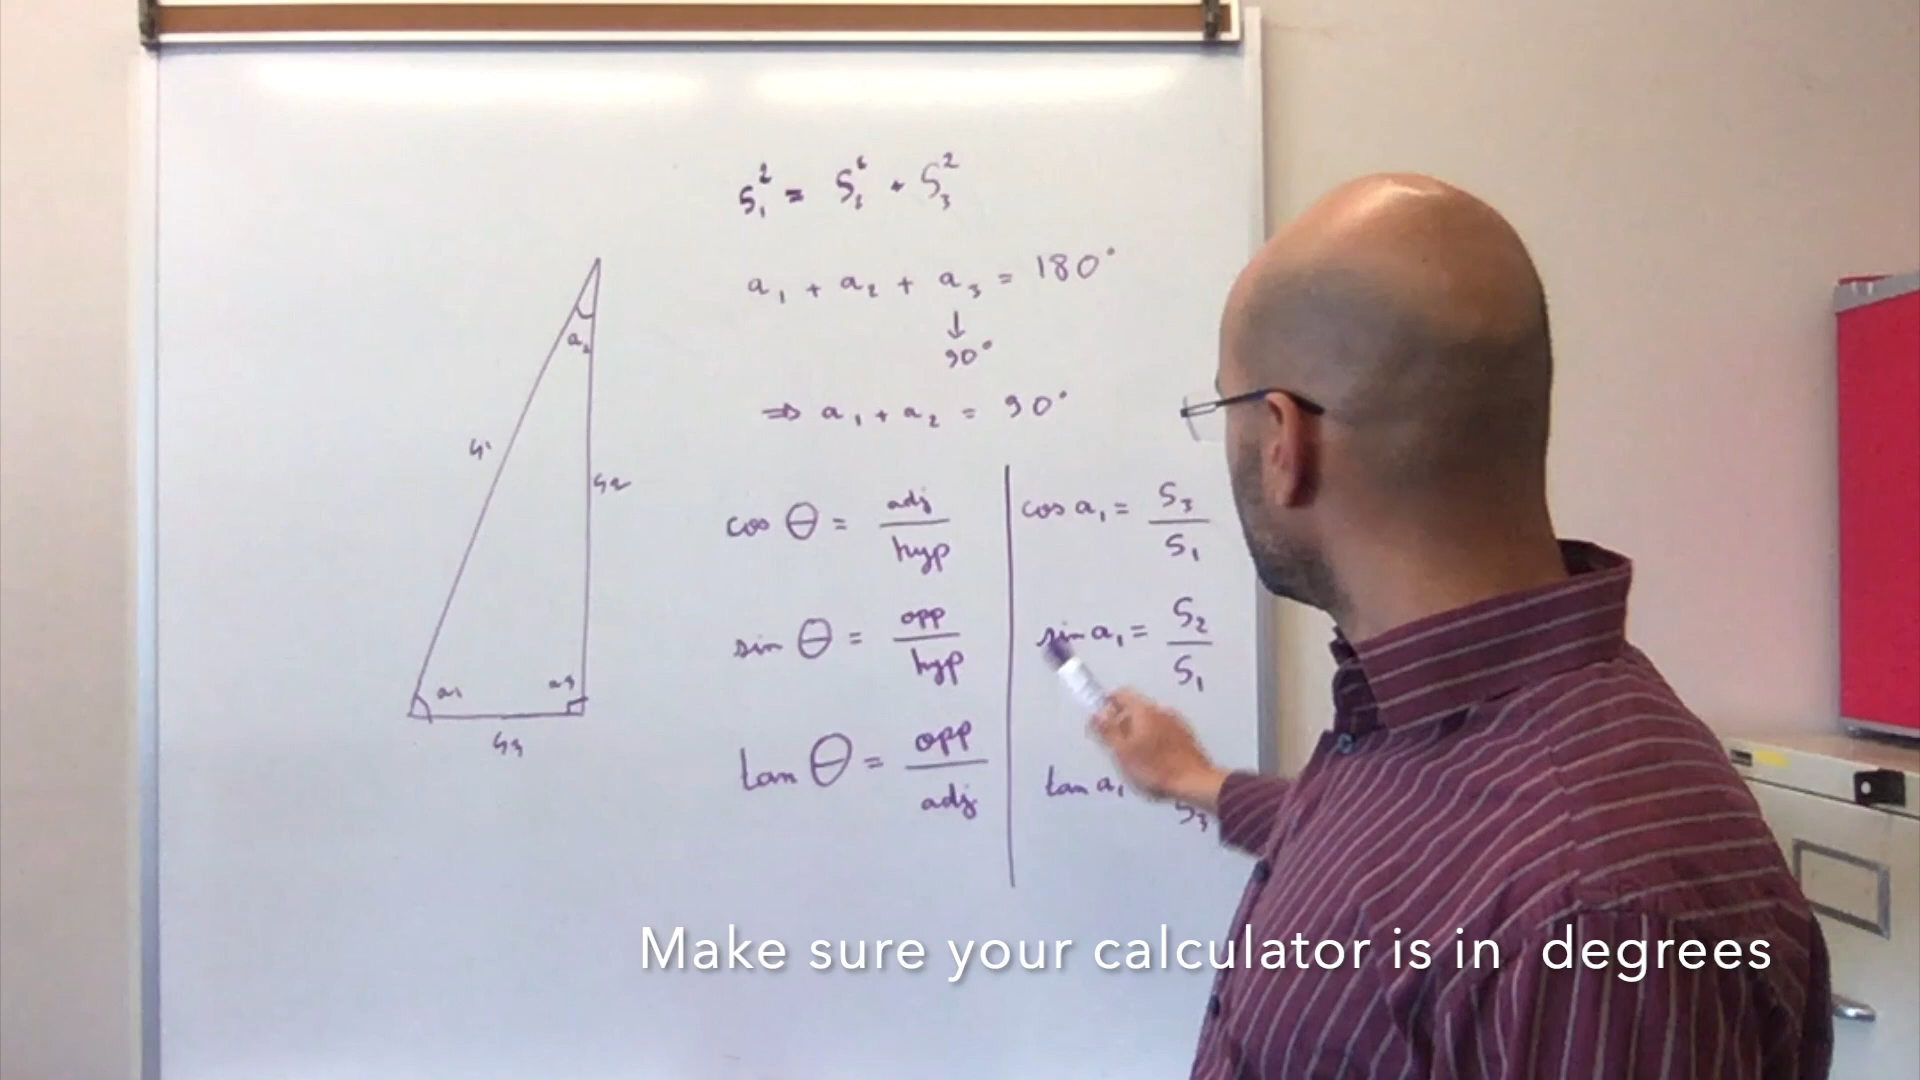 S₁² = S₂² + S₃²
a₁ + a₂ + a₃ = 180°
↓
90°
⇒ a₁ + a₂ = 90°
a₂
S₁
S₂
a₁
a₃
S₃
cos θ = adj/hyp
sin θ = opp/hyp
tan θ = opp/adj
cos a₁ = S₃/S₁
sin a₁ = S₂/S₁
tan a₁
S₃
Make sure your calculator is in degrees